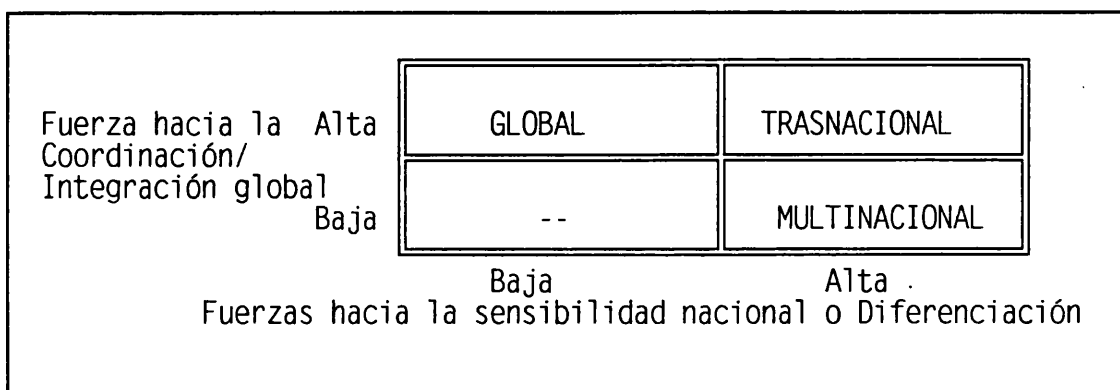 Fuerza hacia la Alta GLOBAL TRASNACIONAL
Coordinación/
Integración global
Baja -- MULTINACIONAL
Baja Alta
Fuerzas hacia la sensibilidad nacional o Diferenciación